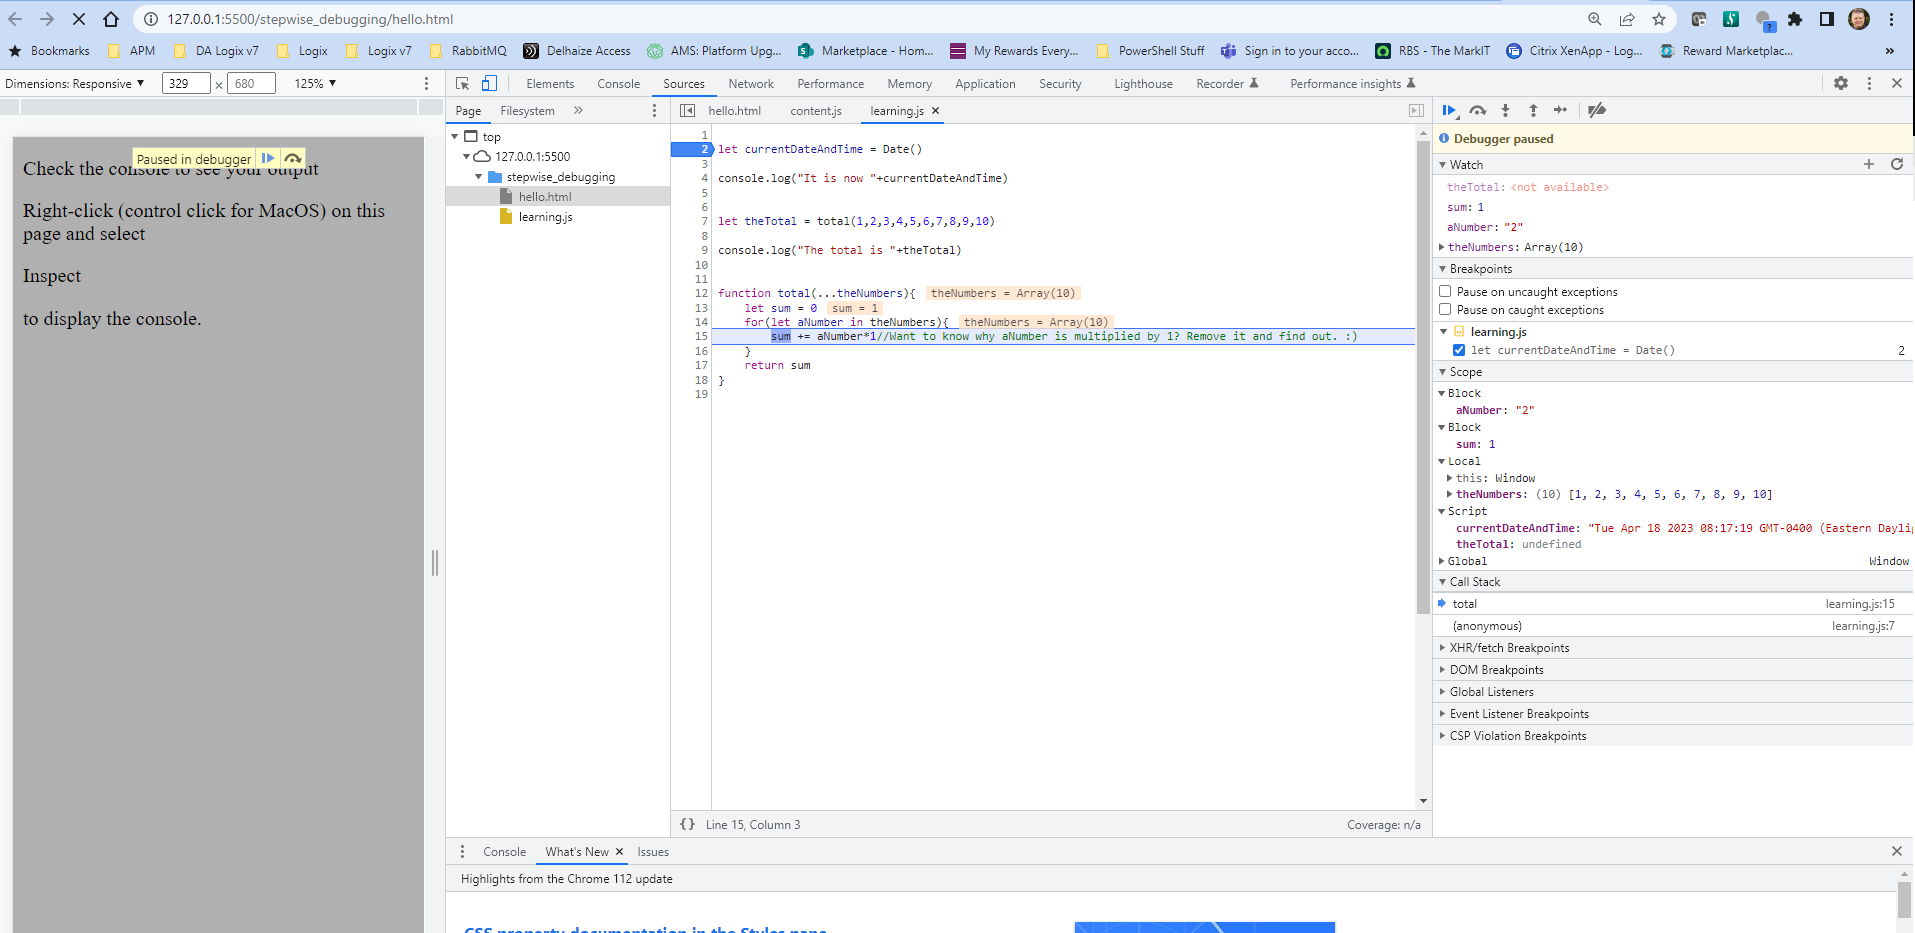 127.0.0.1:5500/stepwise_debugging/hello.html
Bookmarks APM DA Logix v7 Logix Logix v7 RabbitMQ Delhaize Access AMS: Platform Upg... Marketplace - Hom... My Rewards Every... PowerShell Stuff Sign in to your acco... RBS - The MarkIT Citrix XenApp - Log... Reward Marketplac... »
Dimensions: Responsive ▼ 329 × 680 125% ▼
Elements Console Sources Network Performance Memory Application Security Lighthouse Recorder Performance insights
Page Filesystem »
hello.html content.js learning.js ×
Paused in debugger
Check the console to see your output
Right-click (control click for MacOS) on this
page and select
Inspect
to display the console.
top
127.0.0.1:5500
stepwise_debugging
hello.html
learning.js
1
2 let currentDateAndTime = Date()
3
4 console.log("It is now "+currentDateAndTime)
5
6
7 let theTotal = total(1,2,3,4,5,6,7,8,9,10)
8
9 console.log("The total is "+theTotal)
10
11
12 function total(...theNumbers){ theNumbers = Array(10)
13 let sum = 0 sum = 1
14 for(let aNumber in theNumbers){ theNumbers = Array(10)
15 sum += aNumber*1//Want to know why aNumber is multiplied by 1? Remove it and find out. :)
16 }
17 return sum
18 }
19
{} Line 15, Column 3 Coverage: n/a
Debugger paused
Watch
theTotal: <not available>
sum: 1
aNumber: "2"
theNumbers: Array(10)
Breakpoints
Pause on uncaught exceptions
Pause on caught exceptions
learning.js
let currentDateAndTime = Date() 2
Scope
Block
aNumber: "2"
Block
sum: 1
Local
this: Window
theNumbers: (10) [1, 2, 3, 4, 5, 6, 7, 8, 9, 10]
Script
currentDateAndTime: "Tue Apr 18 2023 08:17:19 GMT-0400 (Eastern Dayli
theTotal: undefined
Global Window
Call Stack
total learning.js:15
(anonymous) learning.js:7
XHR/fetch Breakpoints
DOM Breakpoints
Global Listeners
Event Listener Breakpoints
CSP Violation Breakpoints
Console What's New × Issues
Highlights from the Chrome 112 update
CSS property documentation in the Styles pane